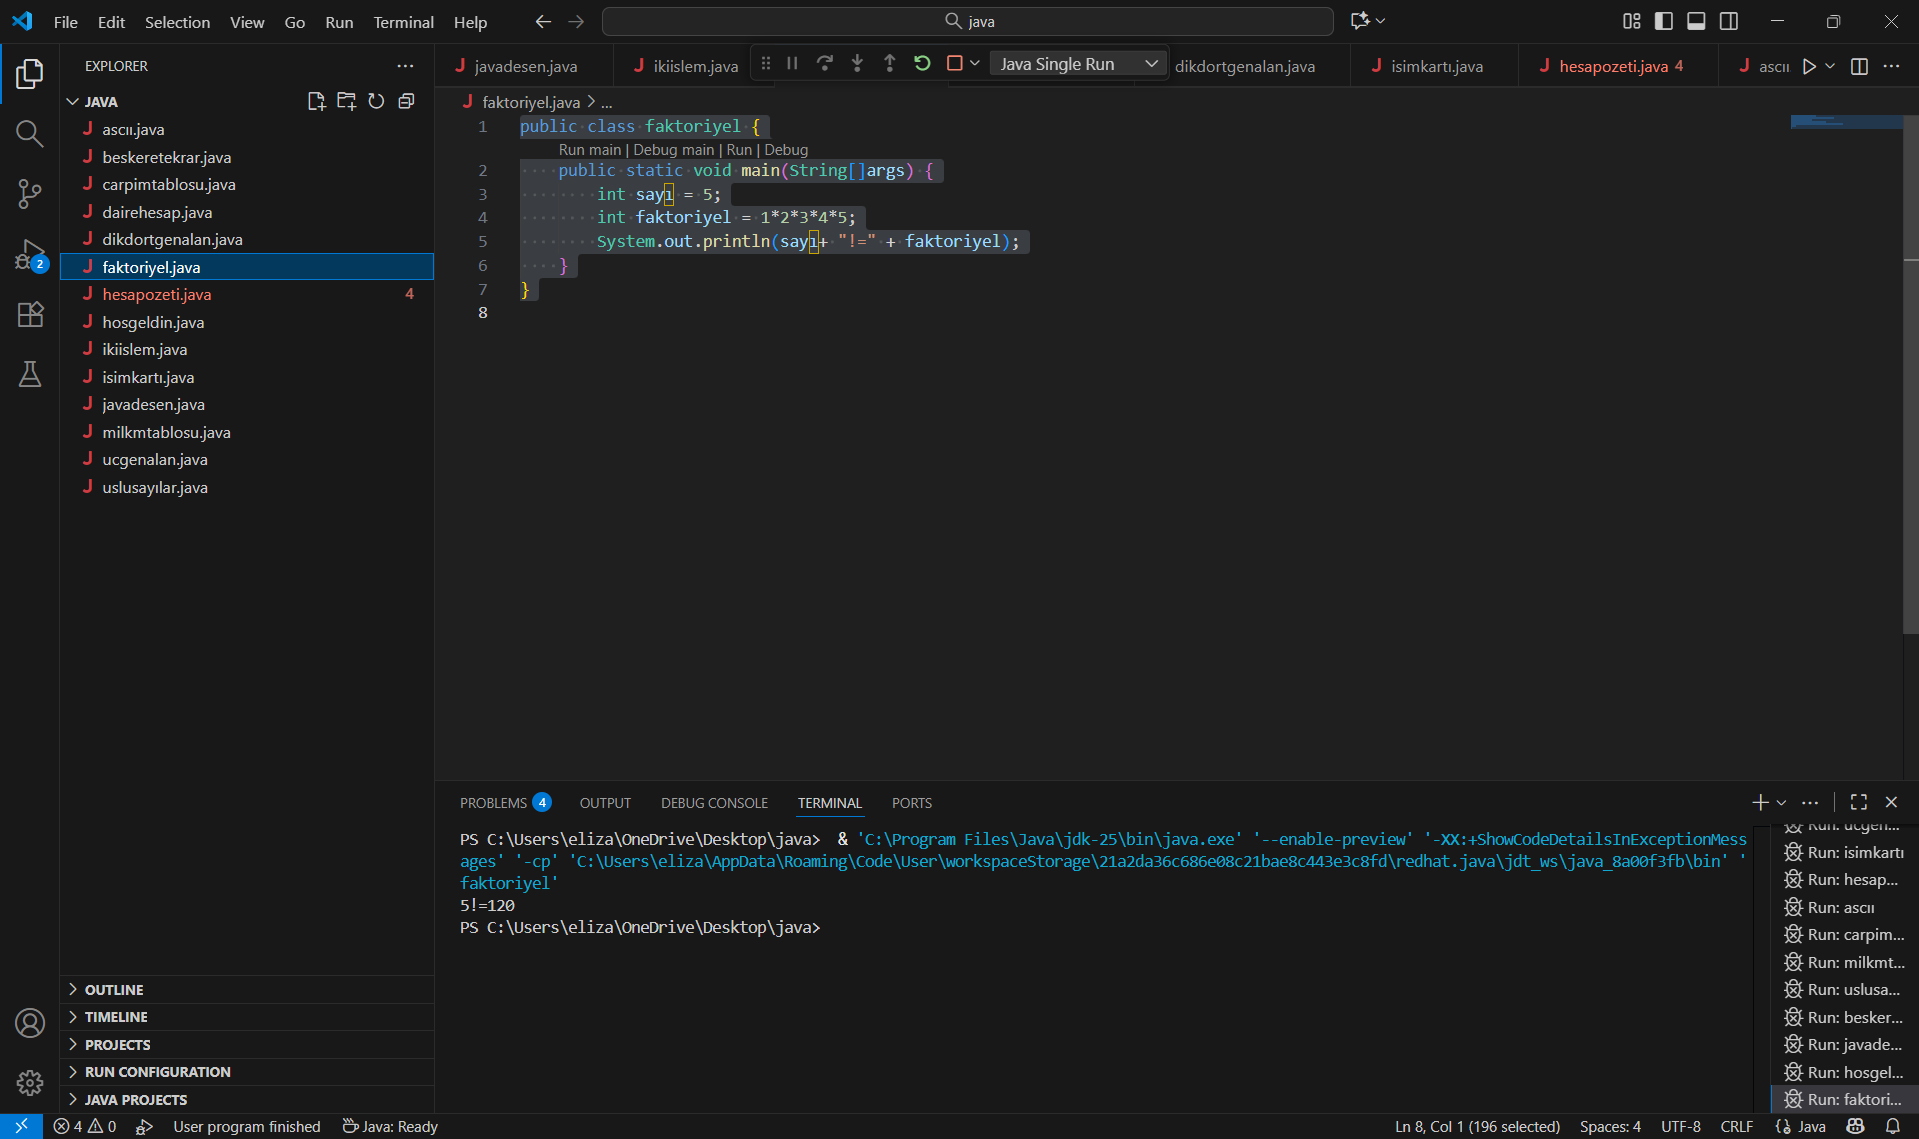 File Edit Selection View Go Run Terminal Help
java
EXPLORER
JAVA
ascıı.java
beskeretekrar.java
carpimtablosu.java
dairehesap.java
dikdortgenalan.java
faktoriyel.java
hesapozeti.java 4
hosgeldin.java
ikiislem.java
isimkartı.java
javadesen.java
milkmtablosu.java
ucgenalan.java
uslusayılar.java
2
OUTLINE
TIMELINE
PROJECTS
RUN CONFIGURATION
JAVA PROJECTS
javadesen.java
ikiislem.java
Java Single Run
dikdortgenalan.java
isimkartı.java
hesapozeti.java 4
ascıı
faktoriyel.java > ...
1 public class faktoriyel {
Run main | Debug main | Run | Debug
2 public static void main(String[]args) {
3 int sayı = 5;
4 int faktoriyel = 1*2*3*4*5;
5 System.out.println(sayı+ "!=" + faktoriyel);
6 }
7 }
8
PROBLEMS 4 OUTPUT DEBUG CONSOLE TERMINAL PORTS
PS C:\Users\eliza\OneDrive\Desktop\java>  & 'C:\Program Files\Java\jdk-25\bin\java.exe' '--enable-preview' '-XX:+ShowCodeDetailsInExceptionMess
ages' '-cp' 'C:\Users\eliza\AppData\Roaming\Code\User\workspaceStorage\21a2da36c686e08c21bae8c443e3c8fd\redhat.java\jdt_ws\java_8a00f3fb\bin' '
faktoriyel'
5!=120
PS C:\Users\eliza\OneDrive\Desktop\java>
Run: ucgen...
Run: isimkartı
Run: hesap...
Run: ascıı
Run: carpim...
Run: milkmt...
Run: uslusa...
Run: besker...
Run: javade...
Run: hosgel...
Run: faktori...
4 0 User program finished Java: Ready
Ln 8, Col 1 (196 selected) Spaces: 4 UTF-8 CRLF Java